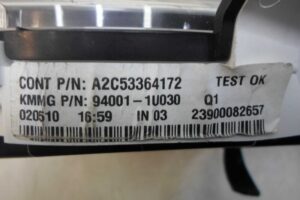 CONT P/N: A2C53364172 TEST OK
KMMG P/N: 94001-1U030 Q1
020510 16:59 IN 03 23900082657